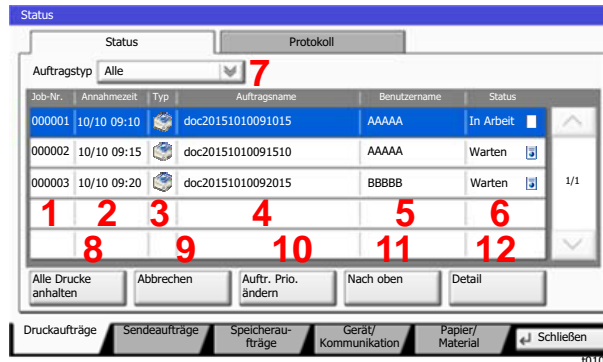 Status
Status Protokoll
Auftragstyp Alle 7
Job-Nr. Annahmezeit Typ Auftragsname Benutzername Status
000001 10/10 09:10 doc20151010091015 AAAAA In Arbeit
000002 10/10 09:15 doc20151010091510 AAAAA Warten
000003 10/10 09:20 doc20151010092015 BBBBB Warten 1/1
1 2 3 4 5 6
8 9 10 11 12
Alle Drucke anhalten
Abbrechen
Auftr. Prio. ändern
Nach oben
Detail
Druckaufträge
Sendeaufträge
Speicherau-
fträge
Gerät/
Kommunikation
Papier/
Material
Schließen
t010